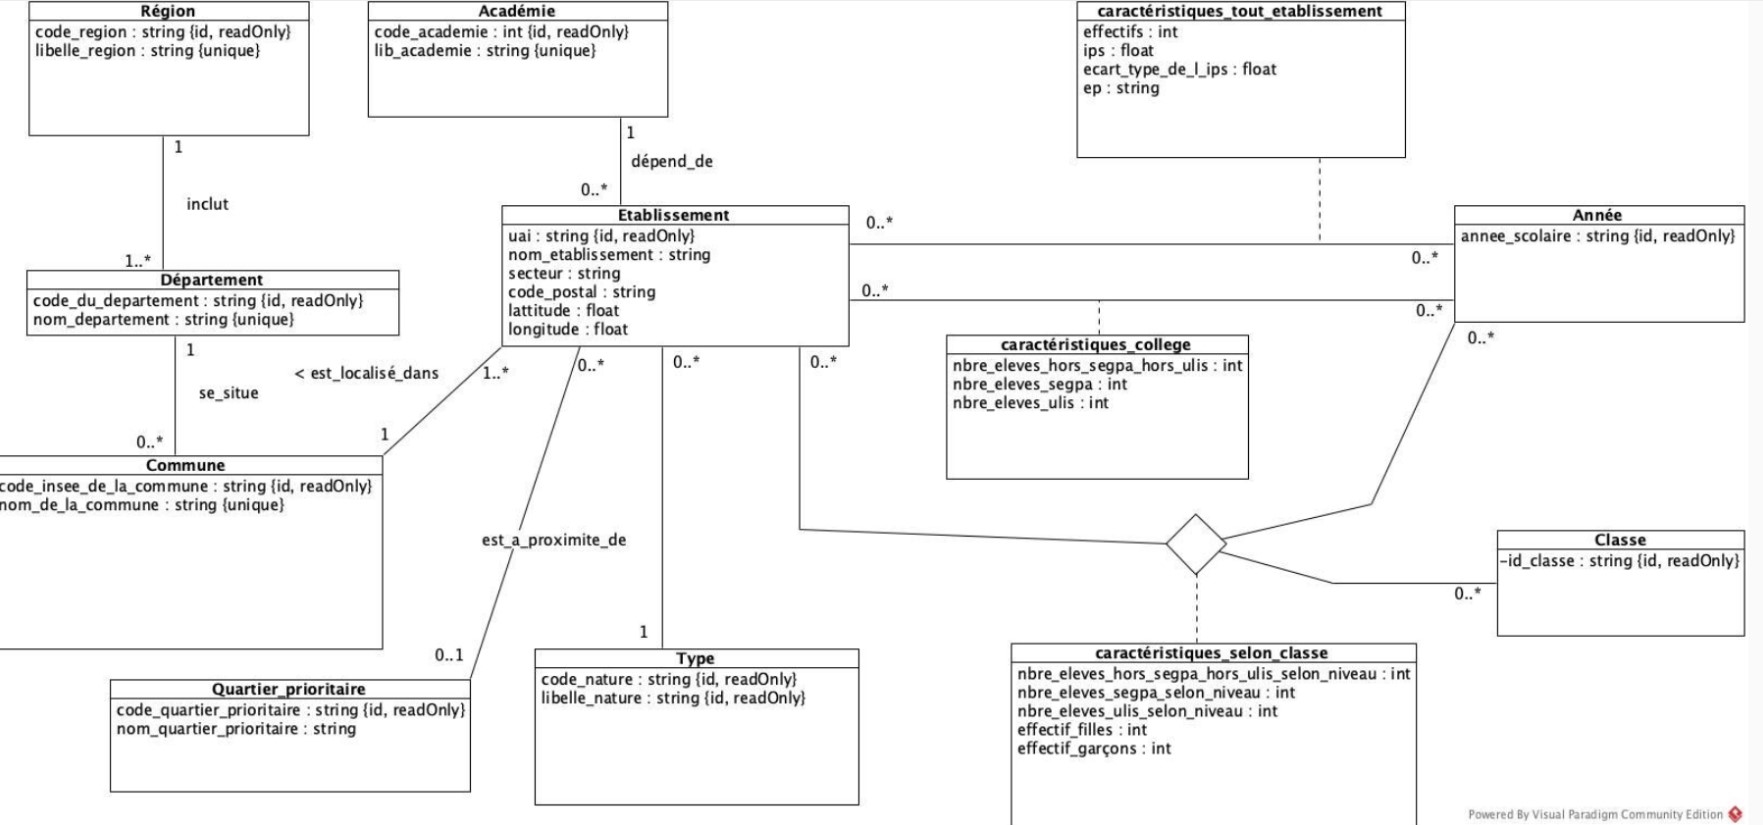 Région
code_region : string {id, readOnly}
libelle_region : string {unique}
Académie
code_academie : int {id, readOnly}
lib_academie : string {unique}
caractéristiques_tout_etablissement
effectifs : int
ips : float
ecart_type_de_l_ips : float
ep : string
1
inclut
1..*
1
dépend_de
0..*
Département
code_du_departement : string {id, readOnly}
nom_departement : string {unique}
Etablissement
uai : string {id, readOnly}
nom_etablissement : string
secteur : string
code_postal : string
lattitude : float
longitude : float
0..*
0..*
0..*
0..*
Année
annee_scolaire : string {id, readOnly}
caractéristiques_college
nbre_eleves_hors_segpa_hors_ulis : int
nbre_eleves_segpa : int
nbre_eleves_ulis : int
1
se_situe
0..*
< est_localisé_dans
1..*
1
0..*
0..*
0..*
0..*
Commune
code_insee_de_la_commune : string {id, readOnly}
nom_de_la_commune : string {unique}
est_a_proximite_de
0..1
1
Quartier_prioritaire
code_quartier_prioritaire : string {id, readOnly}
nom_quartier_prioritaire : string
Type
code_nature : string {id, readOnly}
libelle_nature : string {id, readOnly}
Classe
-id_classe : string {id, readOnly}
0..*
caractéristiques_selon_classe
nbre_eleves_hors_segpa_hors_ulis_selon_niveau : int
nbre_eleves_segpa_selon_niveau : int
nbre_eleves_ulis_selon_niveau : int
effectif_filles : int
effectif_garçons : int
Powered By Visual Paradigm Community Edition